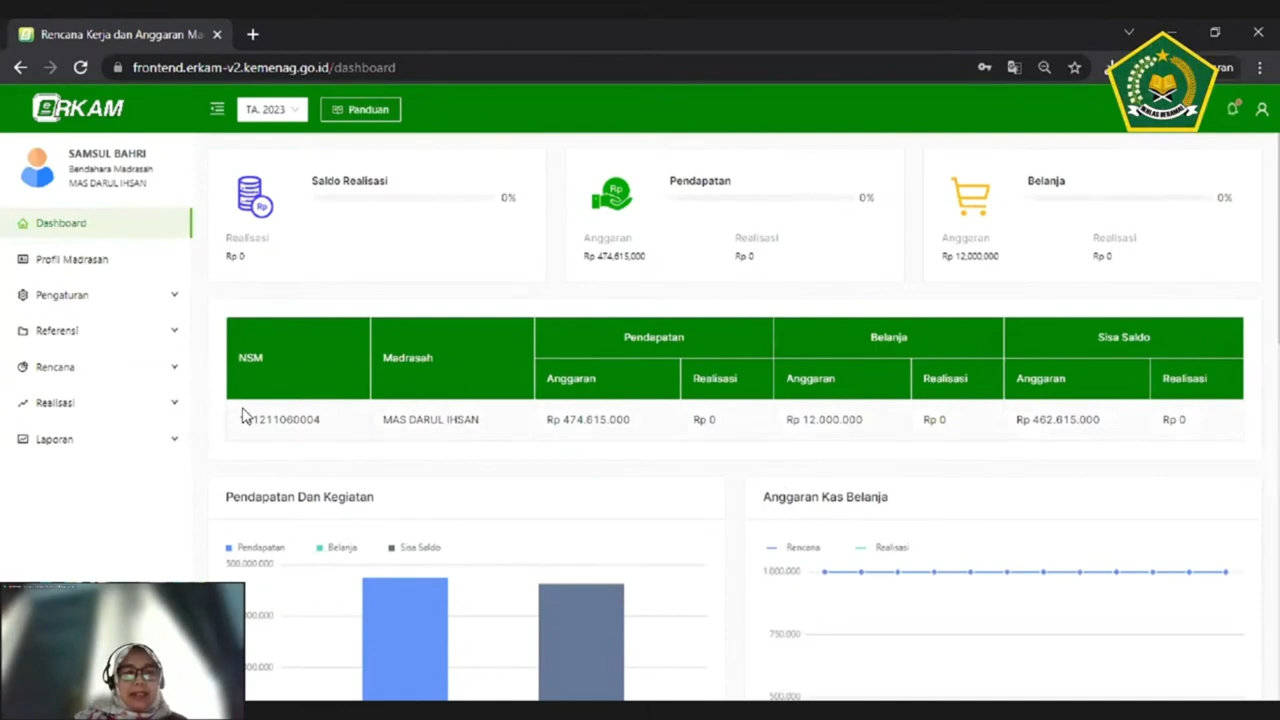 Rencana Kerja dan Anggaran Ma
frontend.erkam-v2.kemenag.go.id/dashboard
eRKAM
TA. 2023
Panduan
IKHLAS BERAMAL
SAMSUL BAHRI
Bendahara Madrasah
MAS DARUL IHSAN
Dashboard
Profil Madrasah
Pengaturan
Referensi
Rencana
Realisasi
Laporan
Saldo Realisasi
0%
Realisasi
Rp 0
Rp
Pendapatan
0%
Anggaran Realisasi
Rp 474,615,000 Rp 0
Belanja
0%
Anggaran Realisasi
Rp 12,000,000 Rp 0
NSM Madrasah Pendapatan Belanja Sisa Saldo
Anggaran Realisasi Anggaran Realisasi Anggaran Realisasi
1211060004 MAS DARUL IHSAN Rp 474.615.000 Rp 0 Rp 12.000.000 Rp 0 Rp 462.615.000 Rp 0
Pendapatan Dan Kegiatan
Pendapatan Belanja Sisa Saldo
500.000.000
Anggaran Kas Belanja
Rencana Realisasi
1.000.000
750.000
500.000